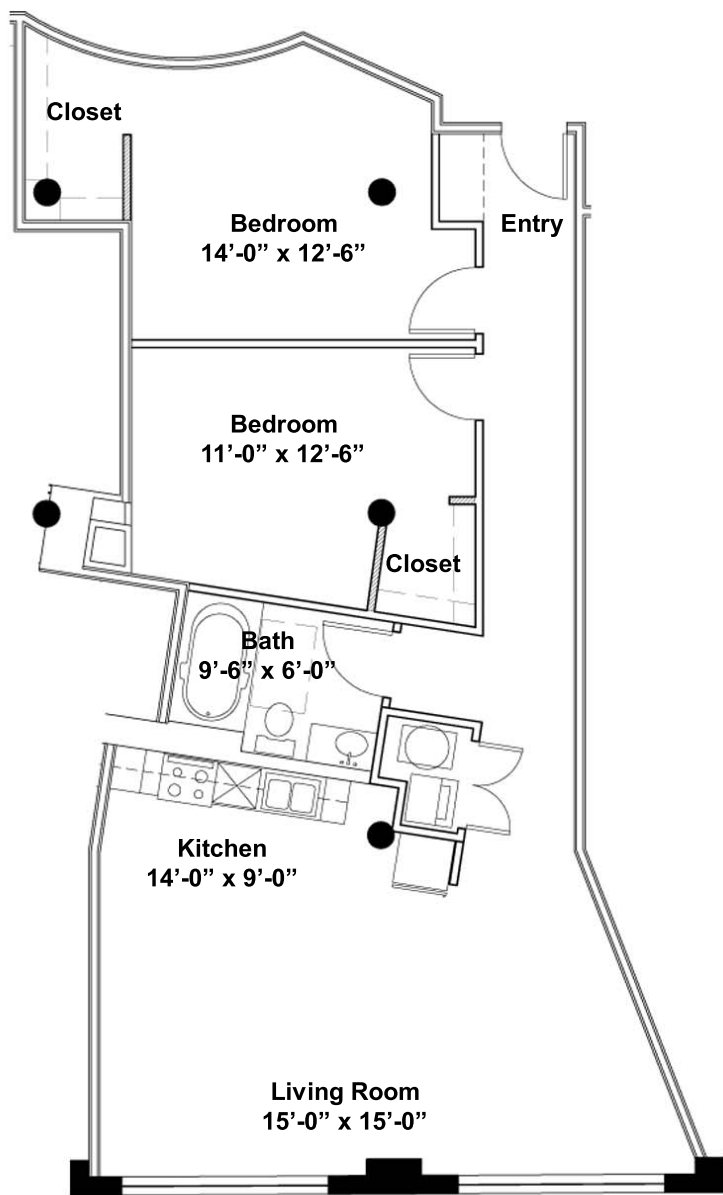 Closet
Bedroom
14’-0” x 12’-6”
Entry
Bedroom
11’-0” x 12’-6”
Closet
Bath
9’-6” x 6’-0”
Kitchen
14’-0” x 9’-0”
Living Room
15’-0” x 15’-0”